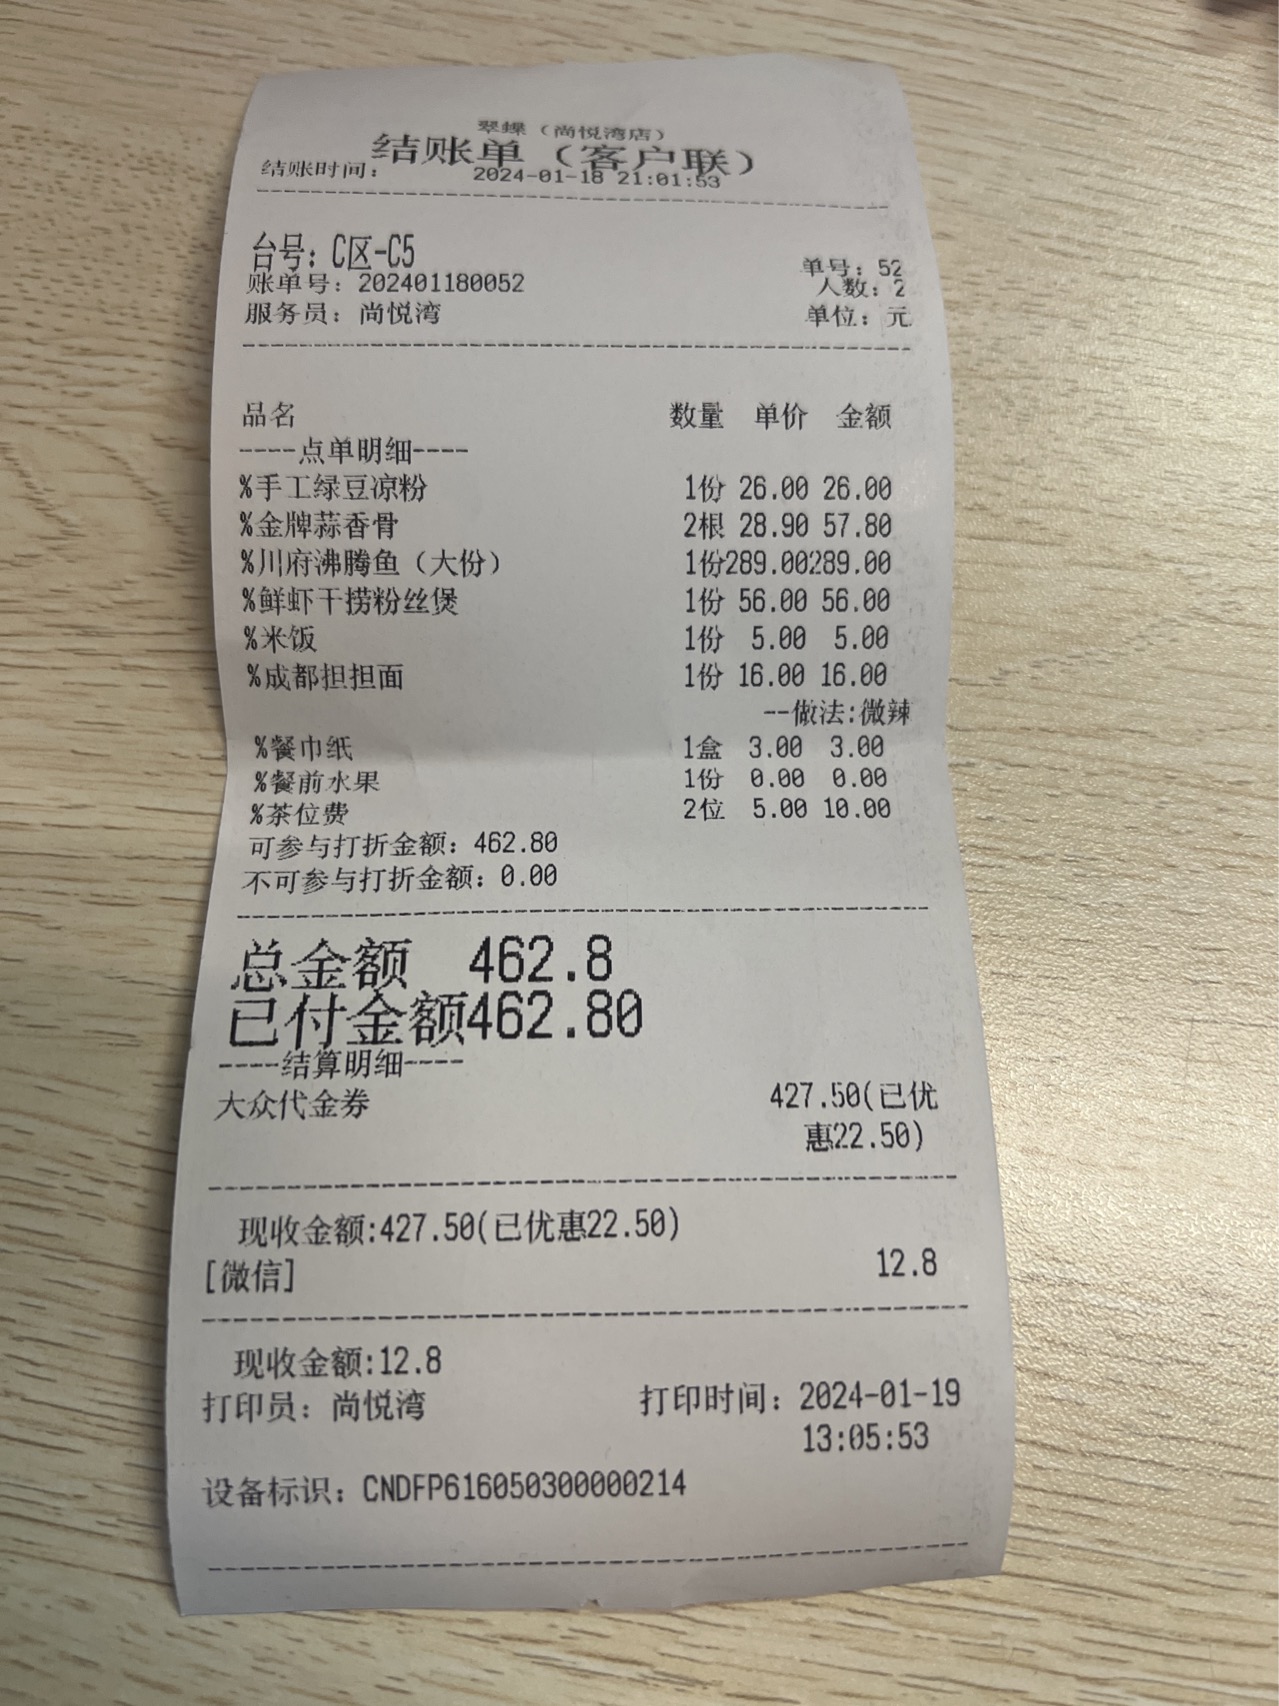 翠蝶（尚悦湾店）
结账单（客户联）
结账时间： 2024-01-18 21:01:53
台号：C区-C5
单号：52
账单号：202401180052
人数：2
服务员：尚悦湾
单位：元
品名 数量 单价 金额
----点单明细----
%手工绿豆凉粉 1份 26.00 26.00
%金牌蒜香骨 2根 28.90 57.80
%川府沸腾鱼（大份） 1份289.00289.00
%鲜虾干捞粉丝煲 1份 56.00 56.00
%米饭 1份 5.00 5.00
%成都担担面 1份 16.00 16.00
--做法:微辣
%餐巾纸 1盒 3.00 3.00
%餐前水果 1份 0.00 0.00
%茶位费 2位 5.00 10.00
可参与打折金额：462.80
不可参与打折金额：0.00
总金额 462.8
已付金额462.80
----结算明细----
大众代金券 427.50(已优
惠22.50)
现收金额:427.50(已优惠22.50)
[微信] 12.8
现收金额:12.8
打印员：尚悦湾 打印时间：2024-01-19
13:05:53
设备标识：CNDFP616050300000214